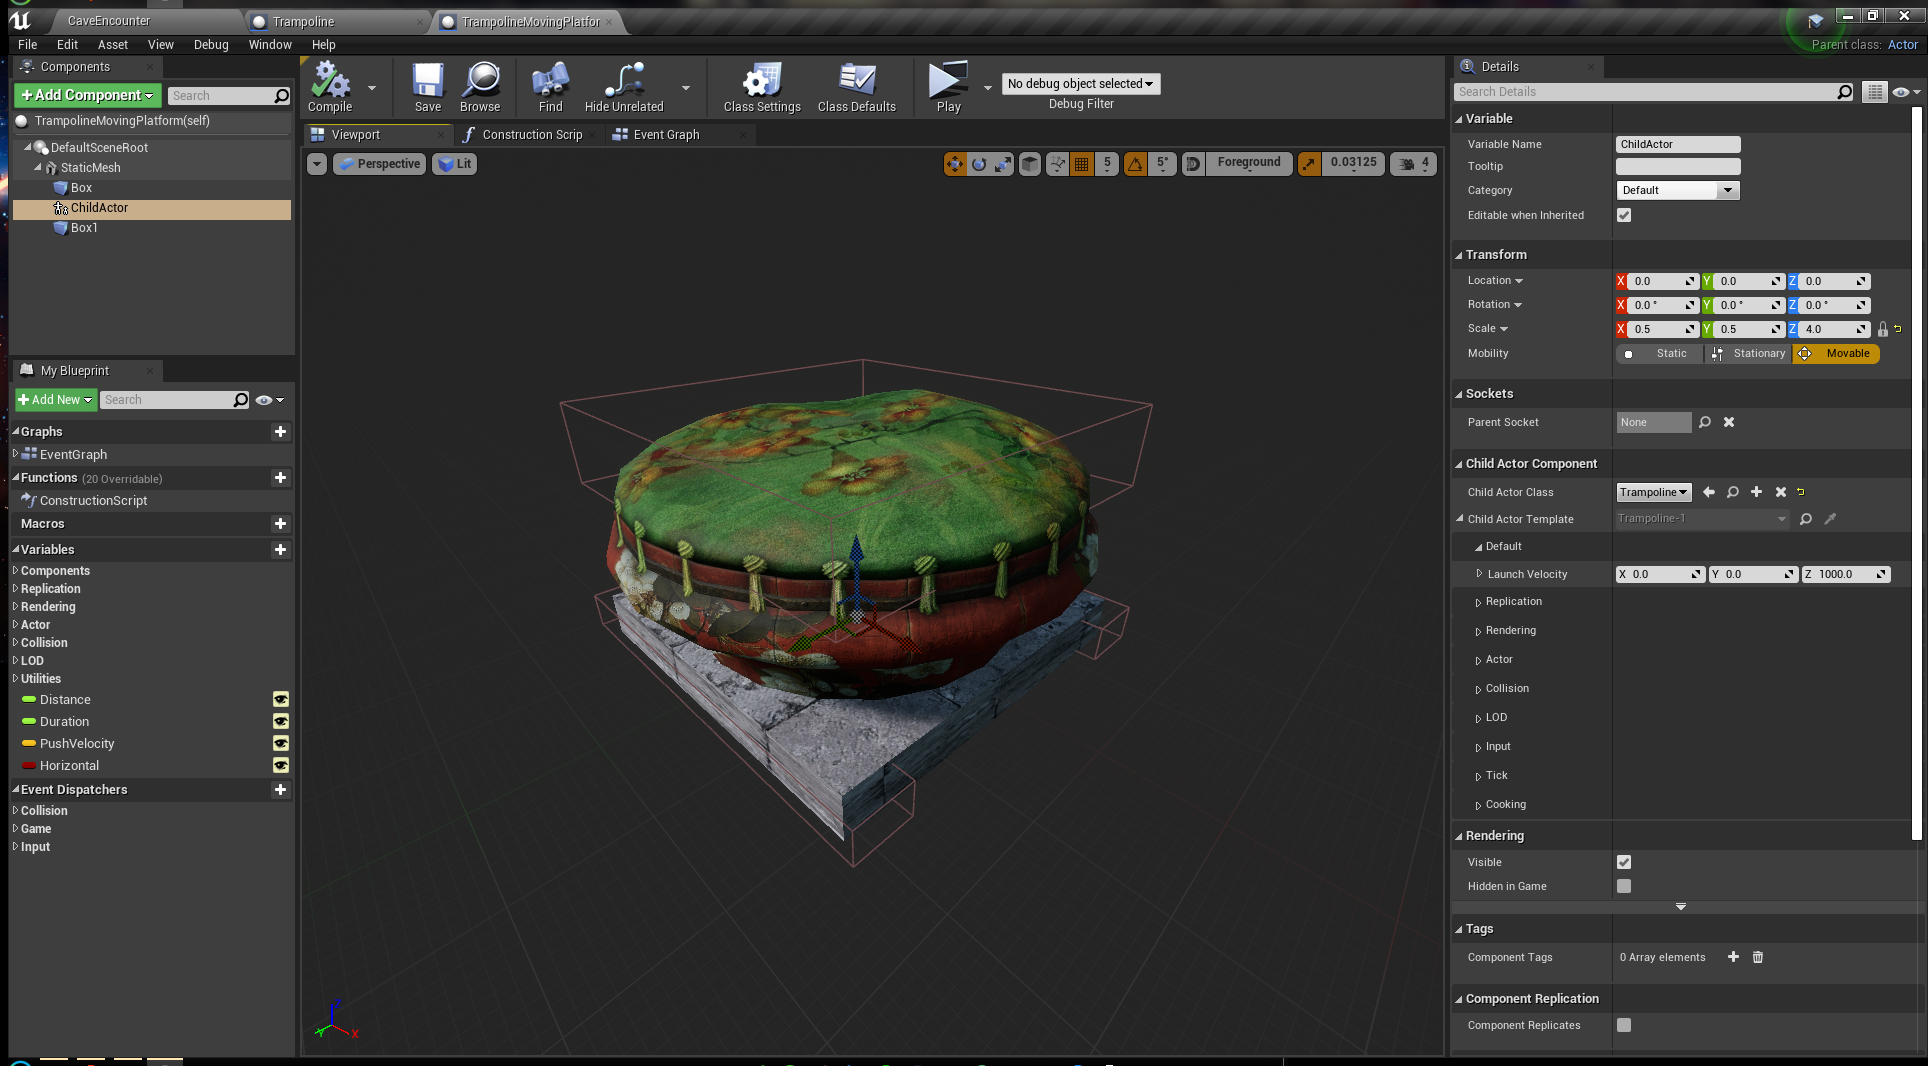 CaveEncounter
Trampoline
TrampolineMovingPlatfor
File Edit Asset View Debug Window Help
Parent class: Actor
Components
+ Add Component
Search
TrampolineMovingPlatform(self)
DefaultSceneRoot
StaticMesh
Box
ChildActor
Box1
My Blueprint
+ Add New
Search
Graphs
EventGraph
Functions (20 Overridable)
ConstructionScript
Macros
Variables
Components
Replication
Rendering
Actor
Collision
LOD
Utilities
Distance
Duration
PushVelocity
Horizontal
Event Dispatchers
Collision
Game
Input
Compile
Save
Browse
Find
Hide Unrelated
Class Settings
Class Defaults
Play
No debug object selected
Debug Filter
Viewport
Construction Scrip
Event Graph
Perspective
Lit
5
5°
Foreground
0.03125
4
Z
Y
X
Details
Search Details
Variable
Variable Name ChildActor
Tooltip
Category Default
Editable when Inherited
Transform
Location X 0.0 Y 0.0 Z 0.0
Rotation X 0.0 ° Y 0.0 ° Z 0.0 °
Scale X 0.5 Y 0.5 Z 4.0
Mobility Static Stationary Movable
Sockets
Parent Socket None
Child Actor Component
Child Actor Class Trampoline
Child Actor Template Trampoline-1
Default
Launch Velocity X 0.0 Y 0.0 Z 1000.0
Replication
Rendering
Actor
Collision
LOD
Input
Tick
Cooking
Rendering
Visible
Hidden in Game
Tags
Component Tags 0 Array elements
Component Replication
Component Replicates